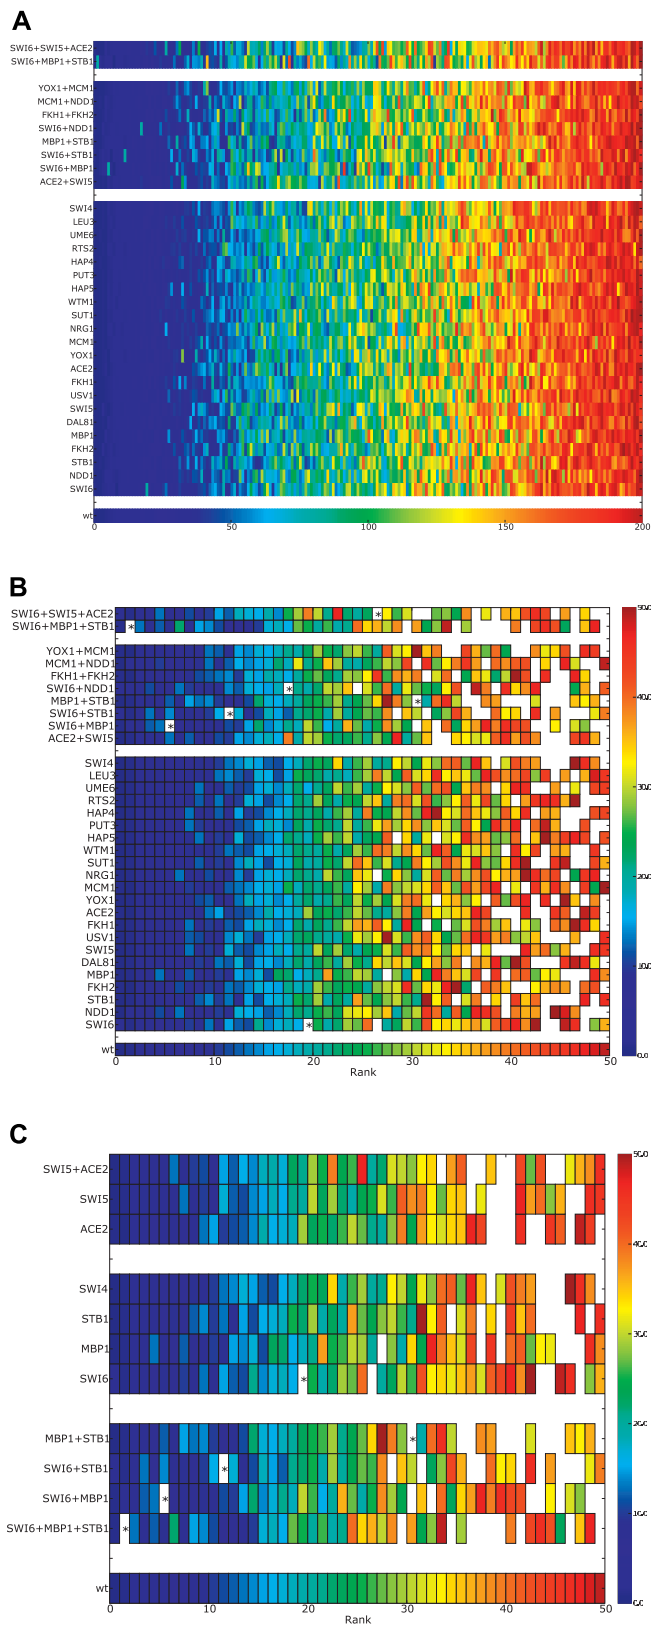 A
SWI6+SWI5+ACE2
SWI6+MBP1+STB1
YOX1+MCM1
MCM1+NDD1
FKH1+FKH2
SWI6+NDD1
MBP1+STB1
SWI6+STB1
SWI6+MBP1
ACE2+SWI5
SWI4
LEU3
UME6
RTS2
HAP4
PUT3
HAP5
WTM1
SUT1
NRG1
MCM1
YOX1
ACE2
FKH1
USV1
SWI5
DAL81
MBP1
FKH2
STB1
NDD1
SWI6
wt
0 50 100 150 200
B
SWI6+SWI5+ACE2 *
SWI6+MBP1+STB1 *
YOX1+MCM1
MCM1+NDD1
FKH1+FKH2
SWI6+NDD1 *
MBP1+STB1 *
SWI6+STB1 *
SWI6+MBP1 *
ACE2+SWI5
SWI4
LEU3
UME6
RTS2
HAP4
PUT3
HAP5
WTM1
SUT1
NRG1
MCM1
YOX1
ACE2
FKH1
USV1
SWI5
DAL81
MBP1
FKH2
STB1
NDD1
SWI6 *
wt
0 10 20 30 40 50
Rank
C
SWI5+ACE2
SWI5
ACE2
SWI4
STB1
MBP1
SWI6 *
MBP1+STB1 *
SWI6+STB1 *
SWI6+MBP1 *
SWI6+MBP1+STB1 *
wt
0 10 20 30 40 50
Rank